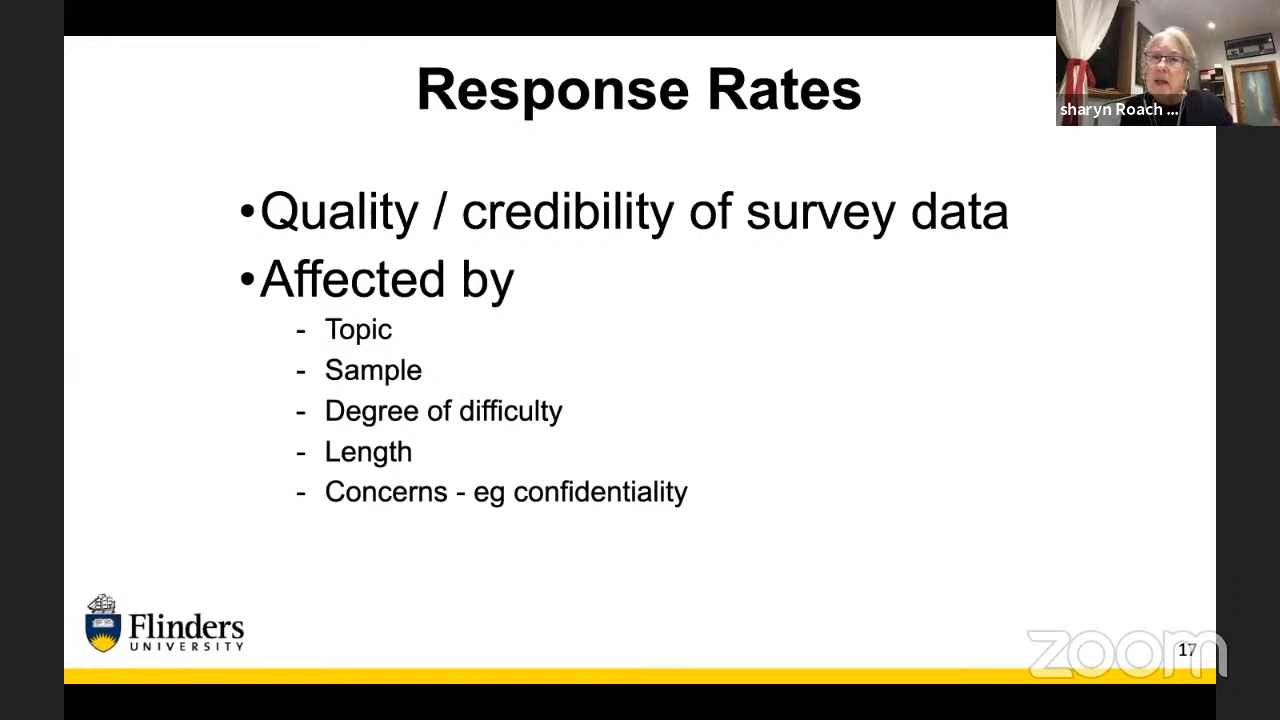 Response Rates
sharyn Roach ...
•Quality / credibility of survey data
•Affected by
- Topic
- Sample
- Degree of difficulty
- Length
- Concerns - eg confidentiality
Flinders
UNIVERSITY
zoom
17